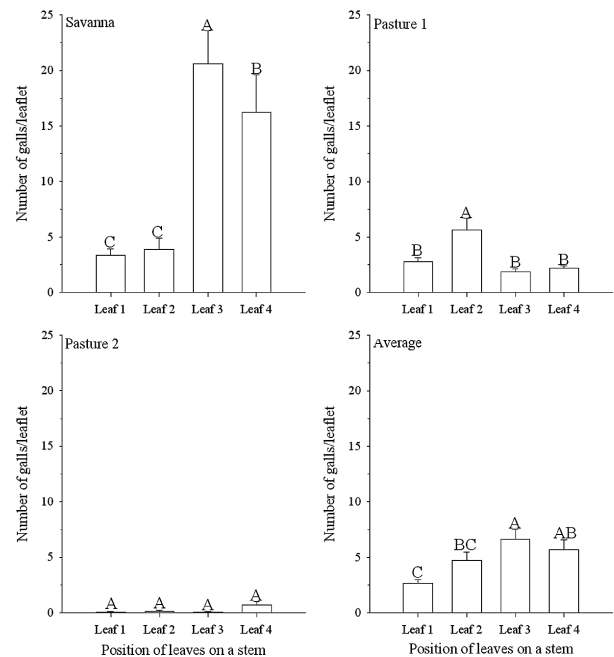 Savanna
Number of galls/leaflet
25
20
15
10
5
0
C
C
A
B
Leaf 1 Leaf 2 Leaf 3 Leaf 4
Pasture 1
Number of galls/leaflet
25
20
15
10
5
0
B
A
B
B
Leaf 1 Leaf 2 Leaf 3 Leaf 4
Pasture 2
Number of galls/leaflet
25
20
15
10
5
0
A
A
A
A
Leaf 1 Leaf 2 Leaf 3 Leaf 4
Position of leaves on a stem
Average
Number of galls/leaflet
25
20
15
10
5
0
C
BC
A
AB
Leaf 1 Leaf 2 Leaf 3 Leaf 4
Position of leaves on a stem